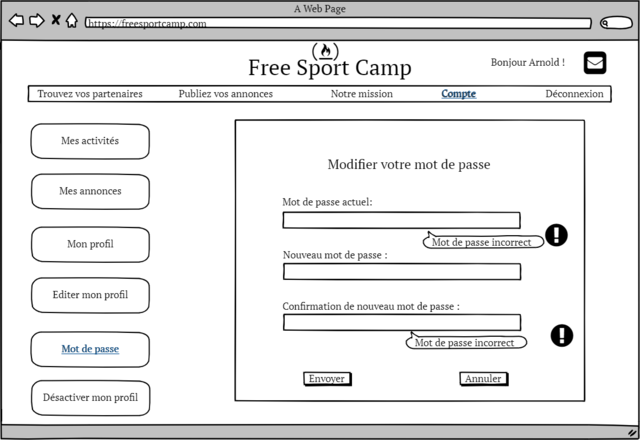 A Web Page
https://freesportcamp.com
Free Sport Camp
Bonjour Arnold !
Trouvez vos partenaires Publiez vos annonces Notre mission Compte Déconnexion
Mes activités
Mes annonces
Mon profil
Editer mon profil
Mot de passe
Désactiver mon profil
Modifier votre mot de passe
Mot de passe actuel:
Mot de passe incorrect
Nouveau mot de passe :
Confirmation de nouveau mot de passe :
Mot de passe incorrect
Envoyer Annuler